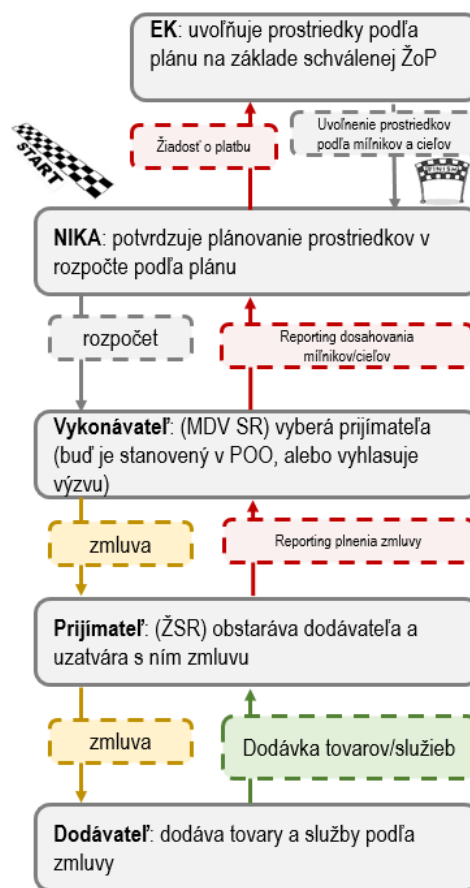 EK: uvoľňuje prostriedky podľa
plánu na základe schválenej ŽoP
Žiadosť o platbu
Uvoľnenie prostriedkov
podľa míľnikov a cieľov
START
FINISH
NIKA: potvrdzuje plánovanie prostriedkov v
rozpočte podľa plánu
rozpočet
Reporting dosahovania
míľnikov/cieľov
Vykonávateľ: (MDV SR) vyberá prijímateľa
(buď je stanovený v POO, alebo vyhlasuje
výzvu)
zmluva
Reporting plnenia zmluvy
Prijímateľ: (ŽSR) obstaráva dodávateľa a
uzatvára s ním zmluvu
zmluva
Dodávka tovarov/služieb
Dodávateľ: dodáva tovary a služby podľa
zmluvy